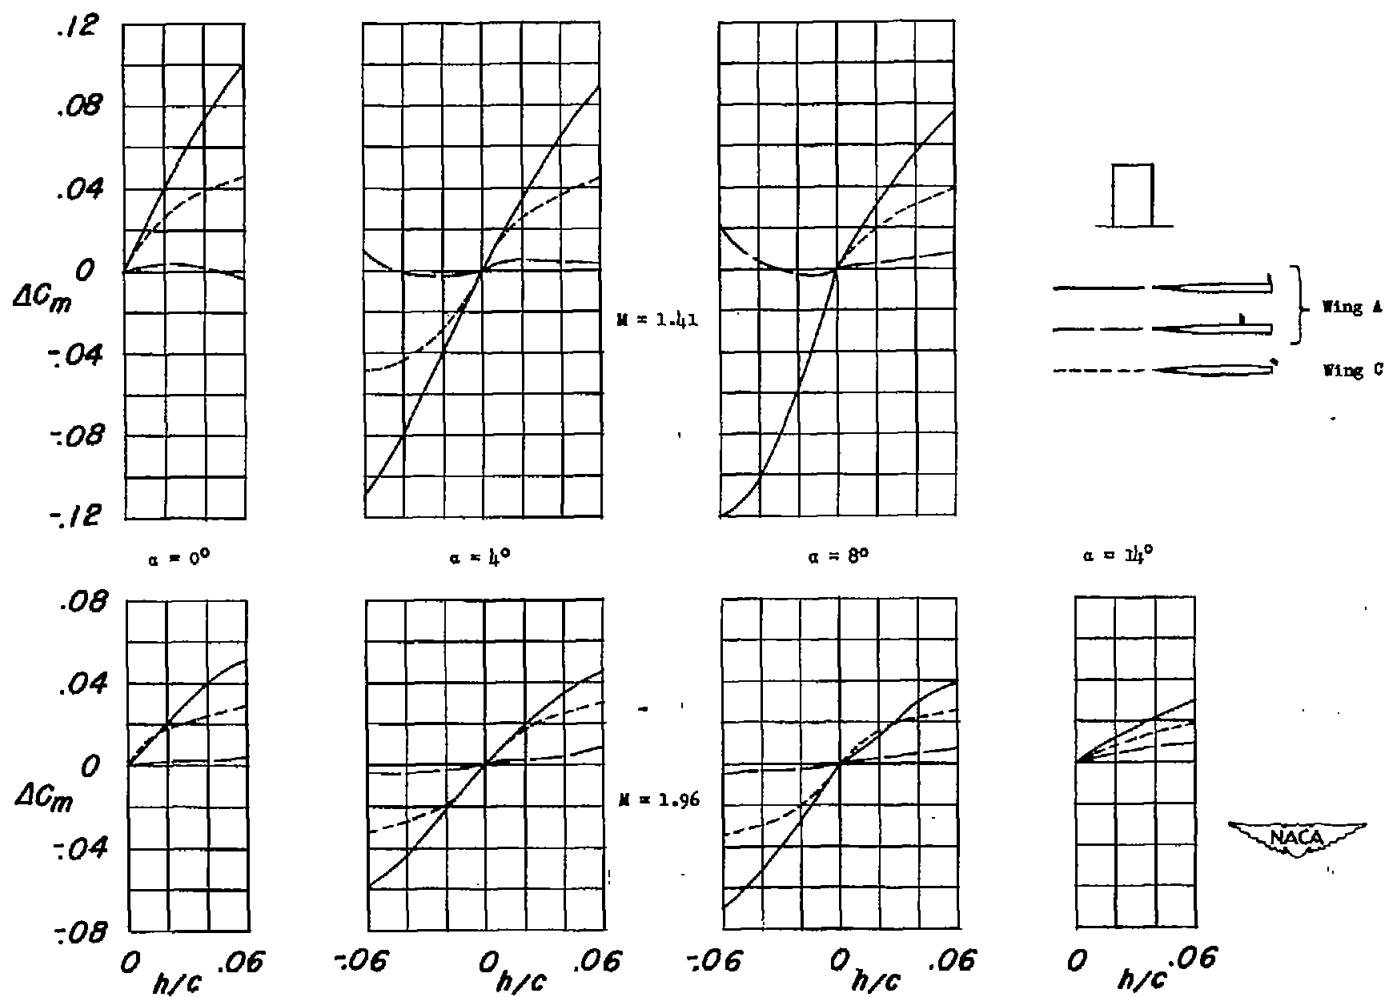 .12
.08
.04
0
ΔCm
-.04
-.08
-.12
M = 1.41
Wing A
Wing C
α = 0°
α = 4°
α = 8°
α = 14°
.08
.04
0
ΔCm
-.04
-.08
M = 1.96
NACA
0 .06
h/c
-.06 0 .06
h/c
-.06 0 .06
h/c
0 .06
h/c